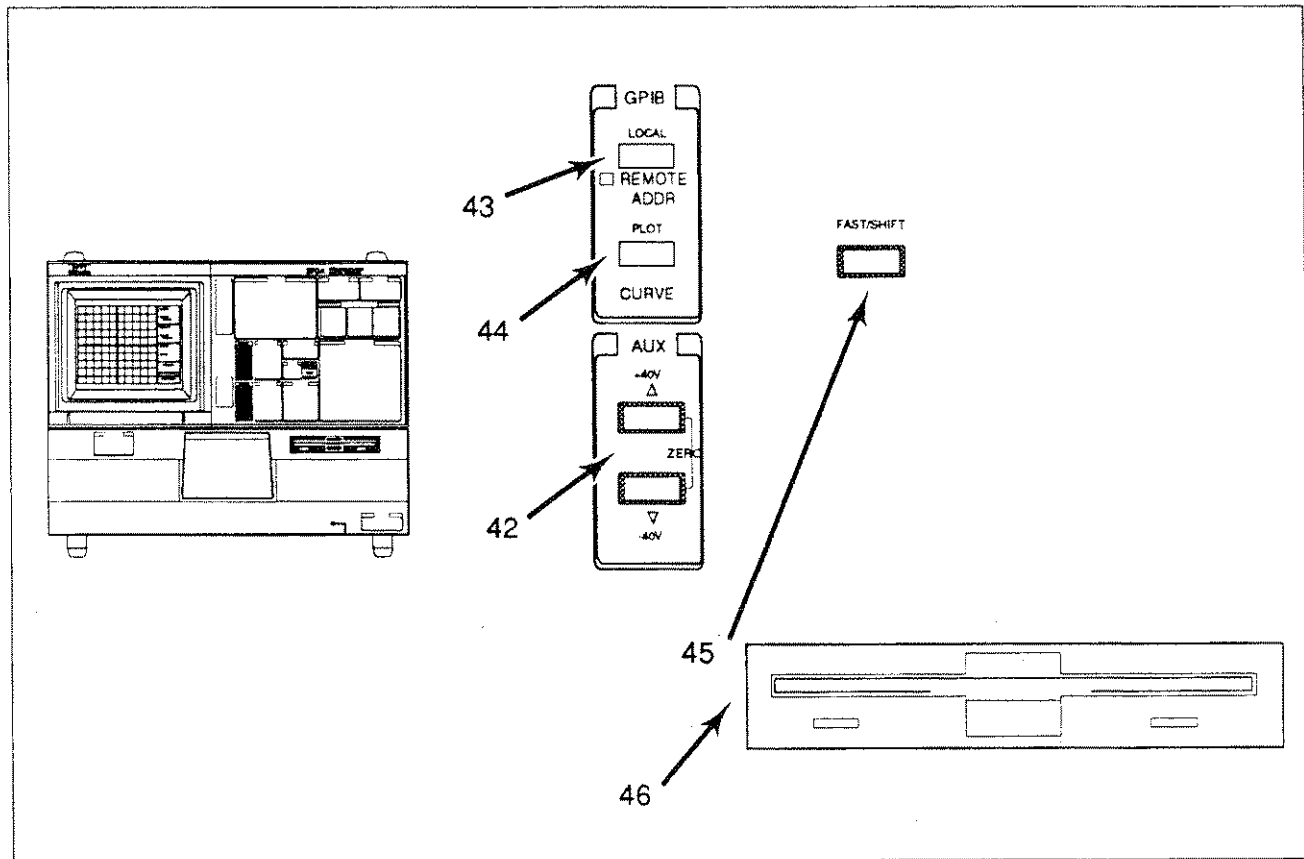 GPIB
LOCAL
REMOTE
ADDR
43
PLOT
FAST/SHIFT
44
CURVE
AUX
+40V
ZERO
42
-40V
45
46